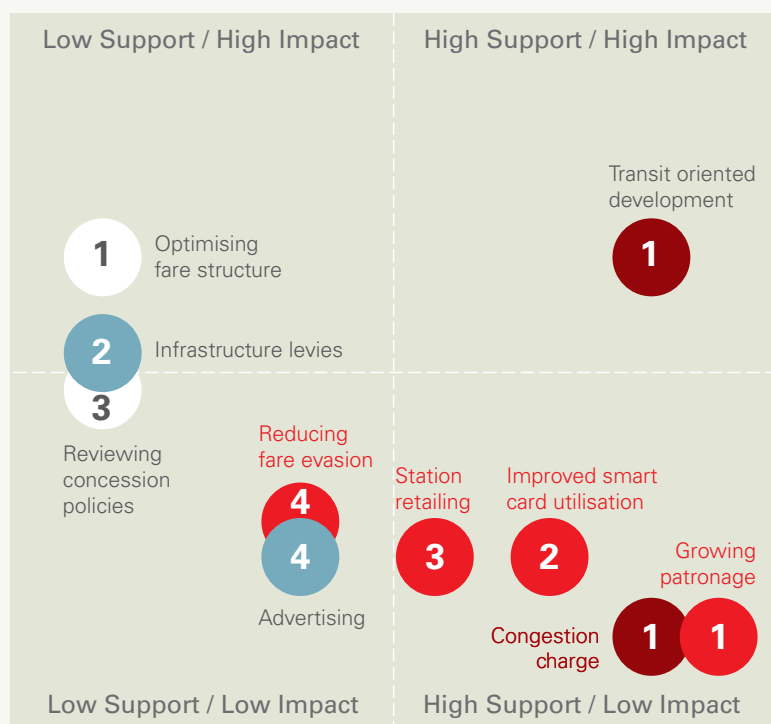 Low Support / High Impact
High Support / High Impact
Transit oriented
development
1
Optimising
fare structure
1
2
Infrastructure levies
3
Reviewing
concession
policies
Reducing
fare evasion
4
4
Advertising
Station
retailing
3
Improved smart
card utilisation
2
Growing
patronage
Congestion
charge
1
1
Low Support / Low Impact
High Support / Low Impact